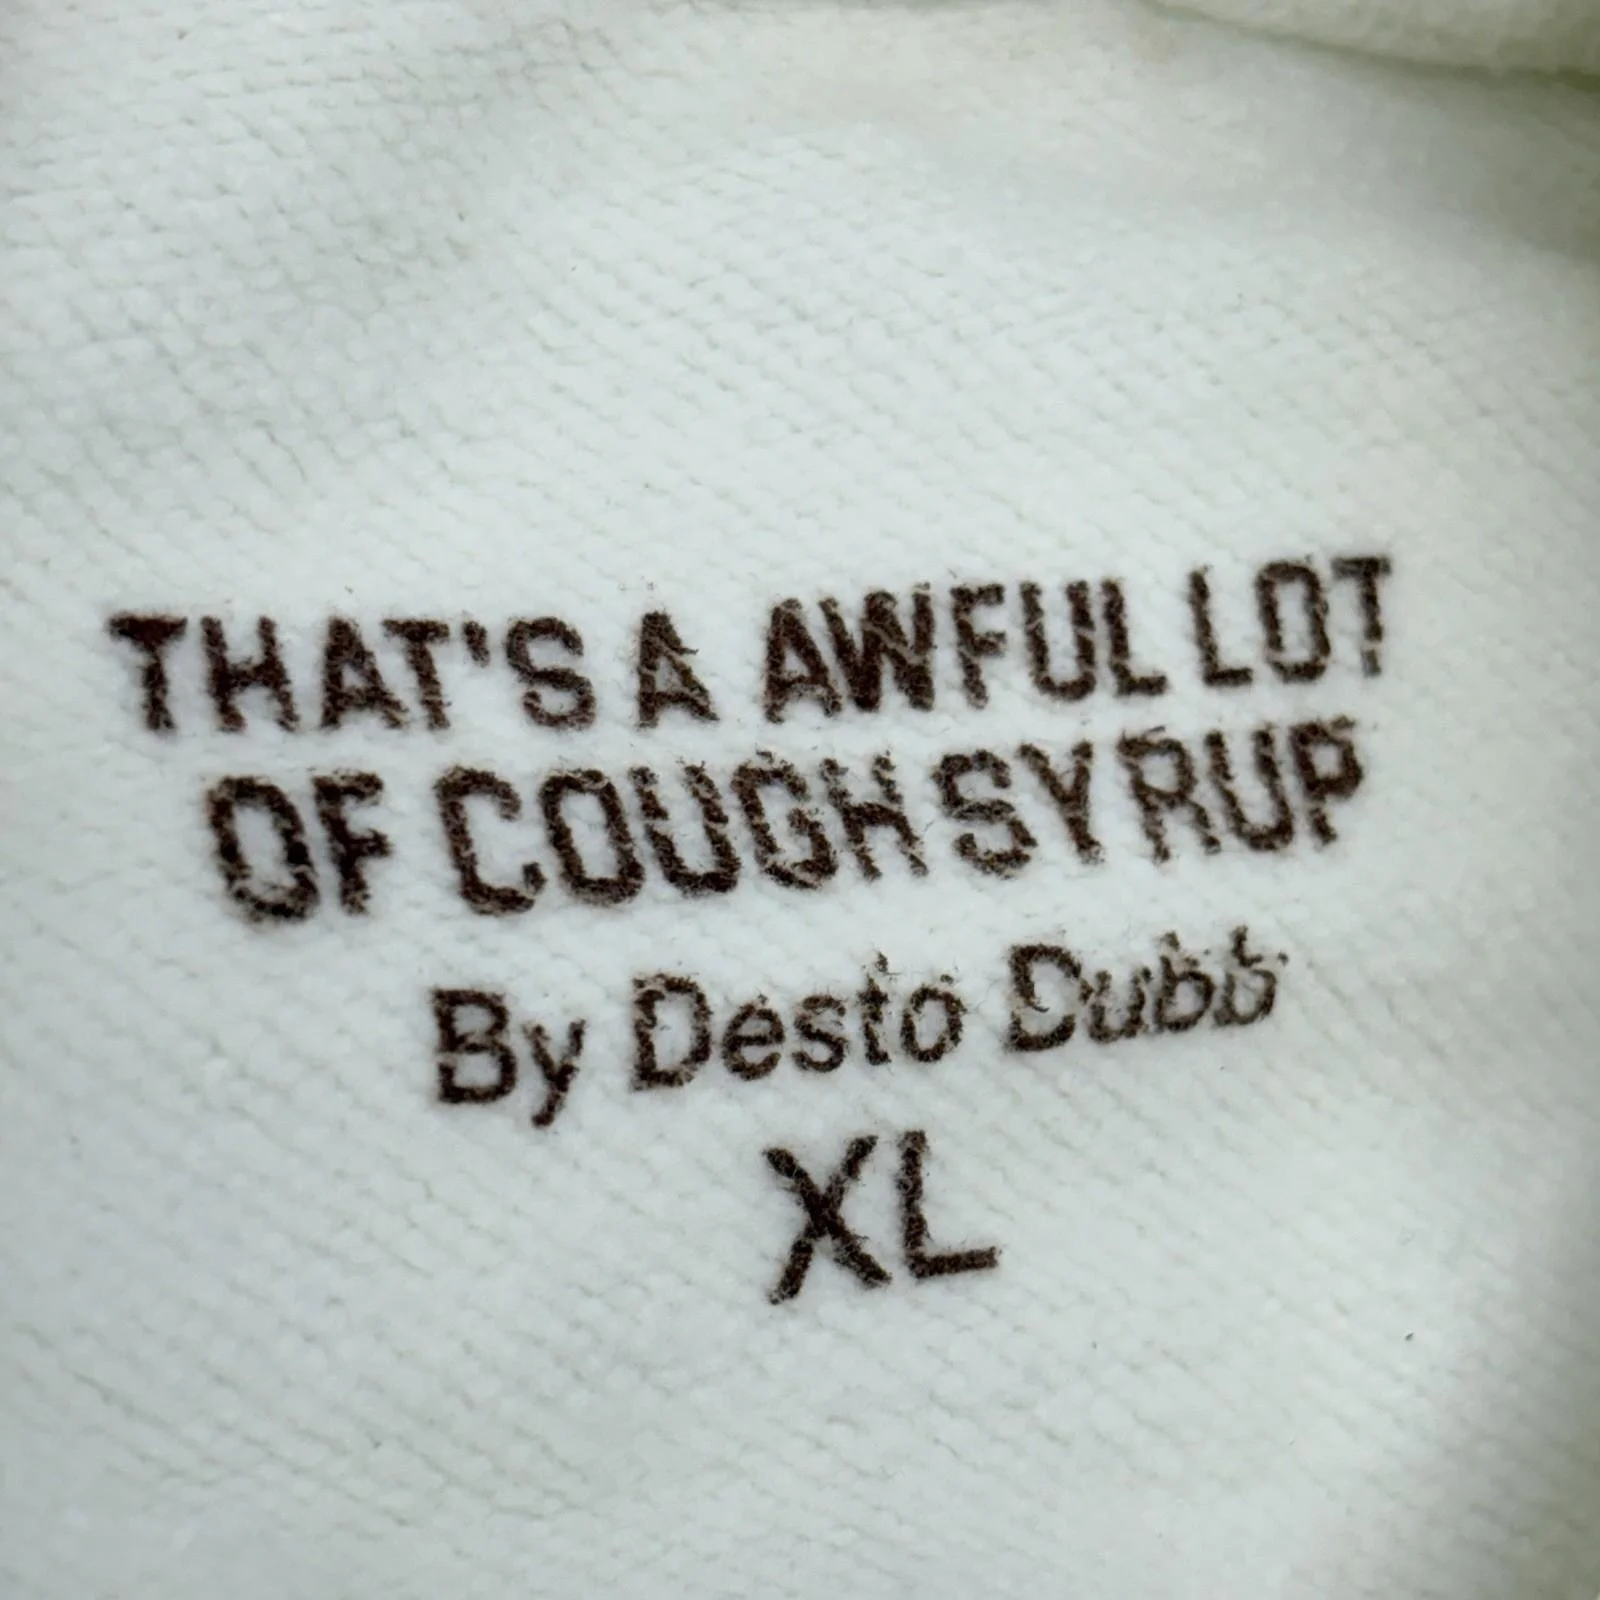 THAT'S A AWFUL LOT
OF COUGH SYRUP
By Desto Dubb
XL